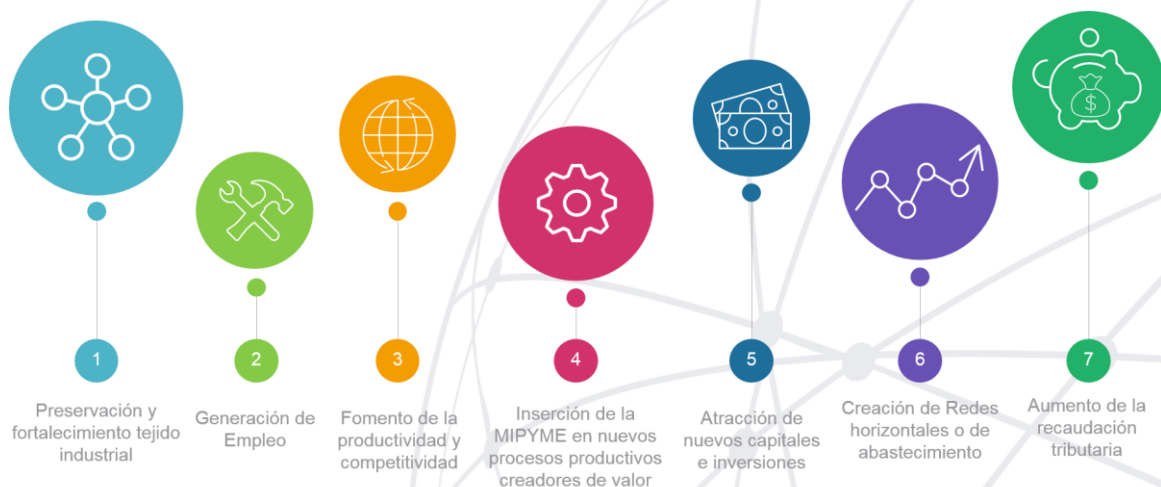 $
1
Preservación y
fortalecimiento tejido
industrial
2
Generación de
Empleo
3
Fomento de la
productividad y
competitividad
4
Inserción de la
MIPYME en nuevos
procesos productivos
creadores de valor
5
Atracción de
nuevos capitales
e inversiones
6
Creación de Redes
horizontales o de
abastecimiento
7
Aumento de la
recaudación
tributaria